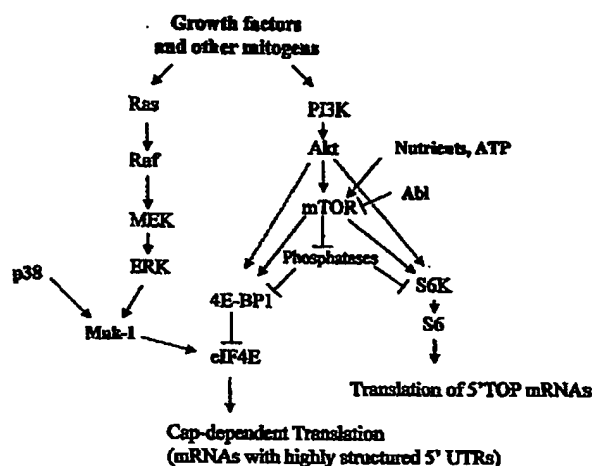 Growth factors
and other mitogens
Ras
PI3K
Raf
Akt
Nutrients, ATP
mTOR
Abl
MEK
Phosphatases
ERK
p38
4E-BP1
S6K
Mnk-1
S6
eIF4E
Translation of 5'TOP mRNAs
Cap-dependent Translation
(mRNAs with highly structured 5' UTRs)